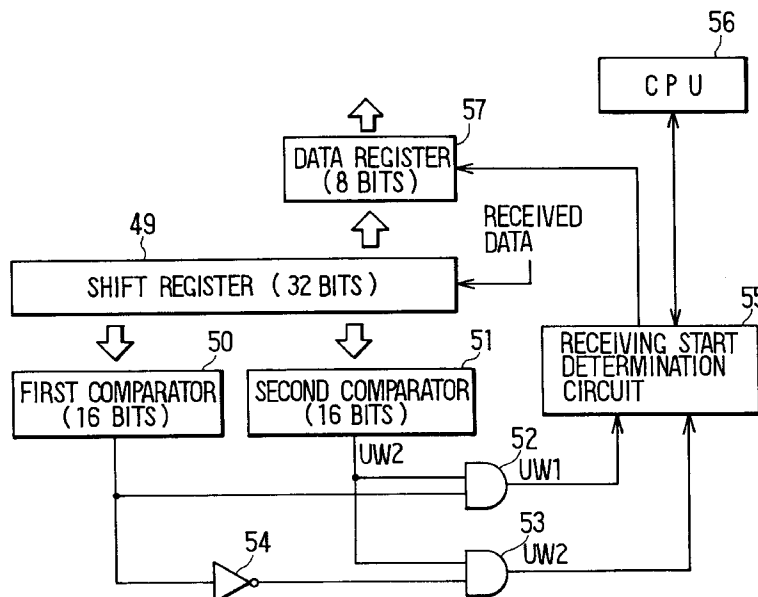 56
CPU
57
DATA REGISTER
(8 BITS)
RECEIVED
DATA
49
SHIFT REGISTER (32 BITS)
55
RECEIVING START
DETERMINATION
CIRCUIT
50
FIRST COMPARATOR
(16 BITS)
51
SECOND COMPARATOR
(16 BITS)
UW2
52
UW1
53
UW2
54